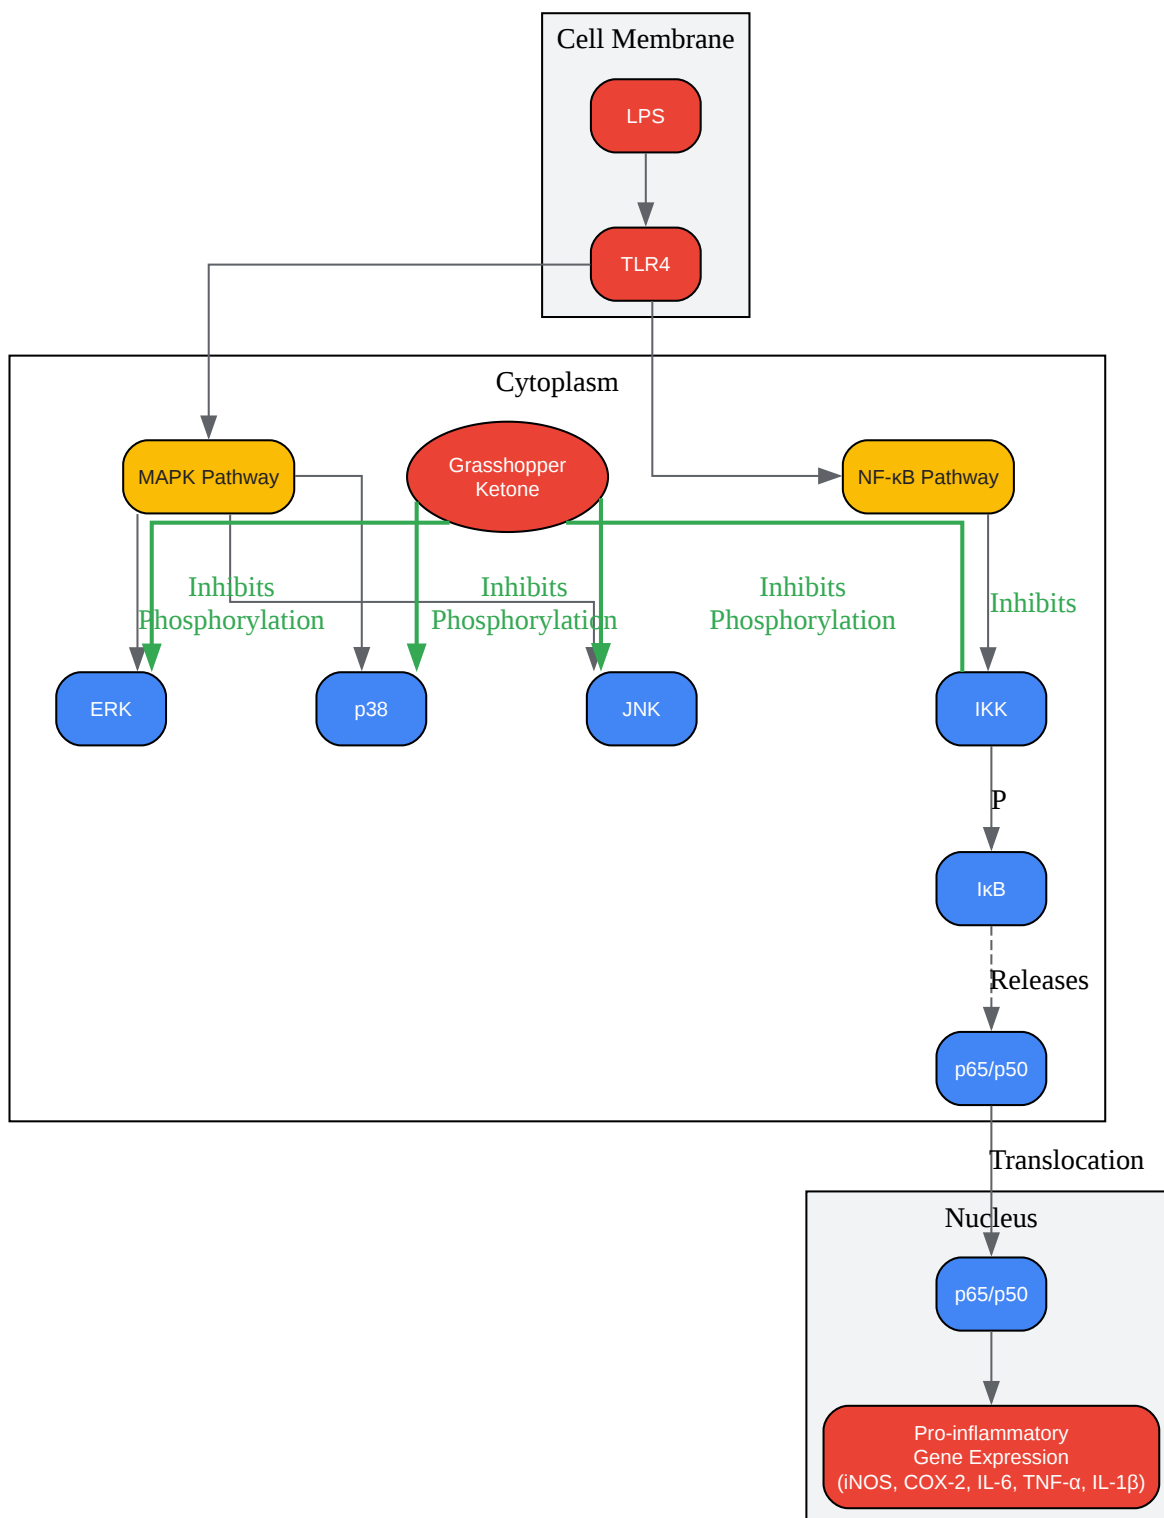 Cell Membrane
LPS
TLR4
Cytoplasm
MAPK Pathway
Grasshopper
Ketone
NF-κB Pathway
Inhibits
Phosphorylation
Inhibits
Phosphorylation
Inhibits
Phosphorylation
Inhibits
ERK
p38
JNK
IKK
P
IκB
Releases
p65/p50
Translocation
Nucleus
p65/p50
Pro-inflammatory
Gene Expression
(iNOS, COX-2, IL-6, TNF-α, IL-1β)